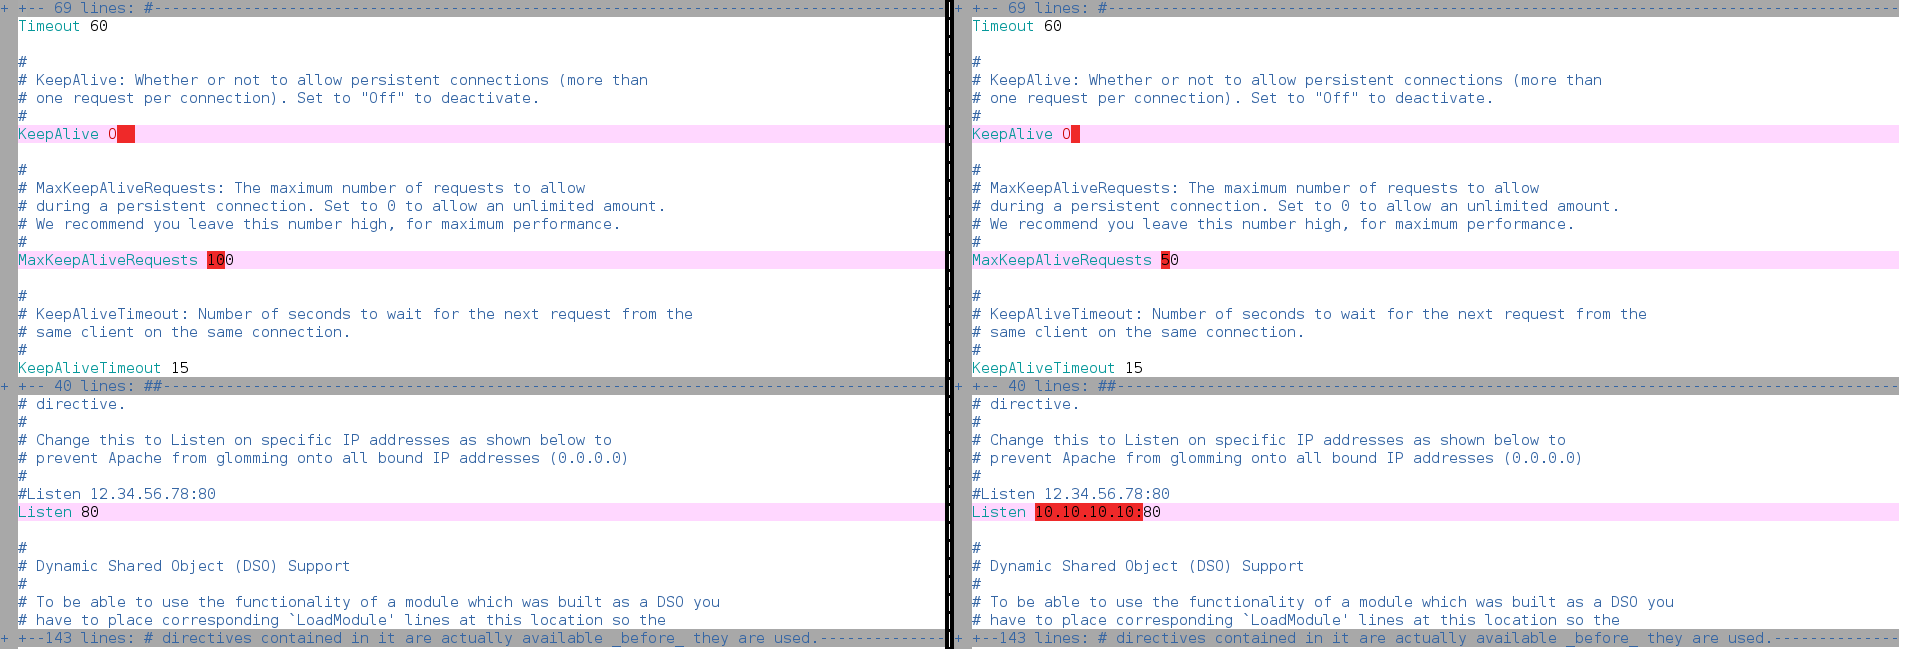 + +-- 69 lines: #----------------------------------------------------------------------------------------
Timeout 60
#
# KeepAlive: Whether or not to allow persistent connections (more than
# one request per connection). Set to "Off" to deactivate.
#
KeepAlive O
#
# MaxKeepAliveRequests: The maximum number of requests to allow
# during a persistent connection. Set to 0 to allow an unlimited amount.
# We recommend you leave this number high, for maximum performance.
#
MaxKeepAliveRequests 100
#
# KeepAliveTimeout: Number of seconds to wait for the next request from the
# same client on the same connection.
#
KeepAliveTimeout 15
+ +-- 40 lines: ##---------------------------------------------------------------------------------------
# directive.
#
# Change this to Listen on specific IP addresses as shown below to
# prevent Apache from glomming onto all bound IP addresses (0.0.0.0)
#
#Listen 12.34.56.78:80
Listen 80
#
# Dynamic Shared Object (DSO) Support
#
# To be able to use the functionality of a module which was built as a DSO you
# have to place corresponding `LoadModule' lines at this location so the
+ +--143 lines: # directives contained in it are actually available _before_ they are used.--------------
+ +-- 69 lines: #----------------------------------------------------------------------------------------
Timeout 60
#
# KeepAlive: Whether or not to allow persistent connections (more than
# one request per connection). Set to "Off" to deactivate.
#
KeepAlive O
#
# MaxKeepAliveRequests: The maximum number of requests to allow
# during a persistent connection. Set to 0 to allow an unlimited amount.
# We recommend you leave this number high, for maximum performance.
#
MaxKeepAliveRequests 50
#
# KeepAliveTimeout: Number of seconds to wait for the next request from the
# same client on the same connection.
#
KeepAliveTimeout 15
+ +-- 40 lines: ##---------------------------------------------------------------------------------------
# directive.
#
# Change this to Listen on specific IP addresses as shown below to
# prevent Apache from glomming onto all bound IP addresses (0.0.0.0)
#
#Listen 12.34.56.78:80
Listen 10.10.10.10:80
#
# Dynamic Shared Object (DSO) Support
#
# To be able to use the functionality of a module which was built as a DSO you
# have to place corresponding `LoadModule' lines at this location so the
+ +--143 lines: # directives contained in it are actually available _before_ they are used.--------------